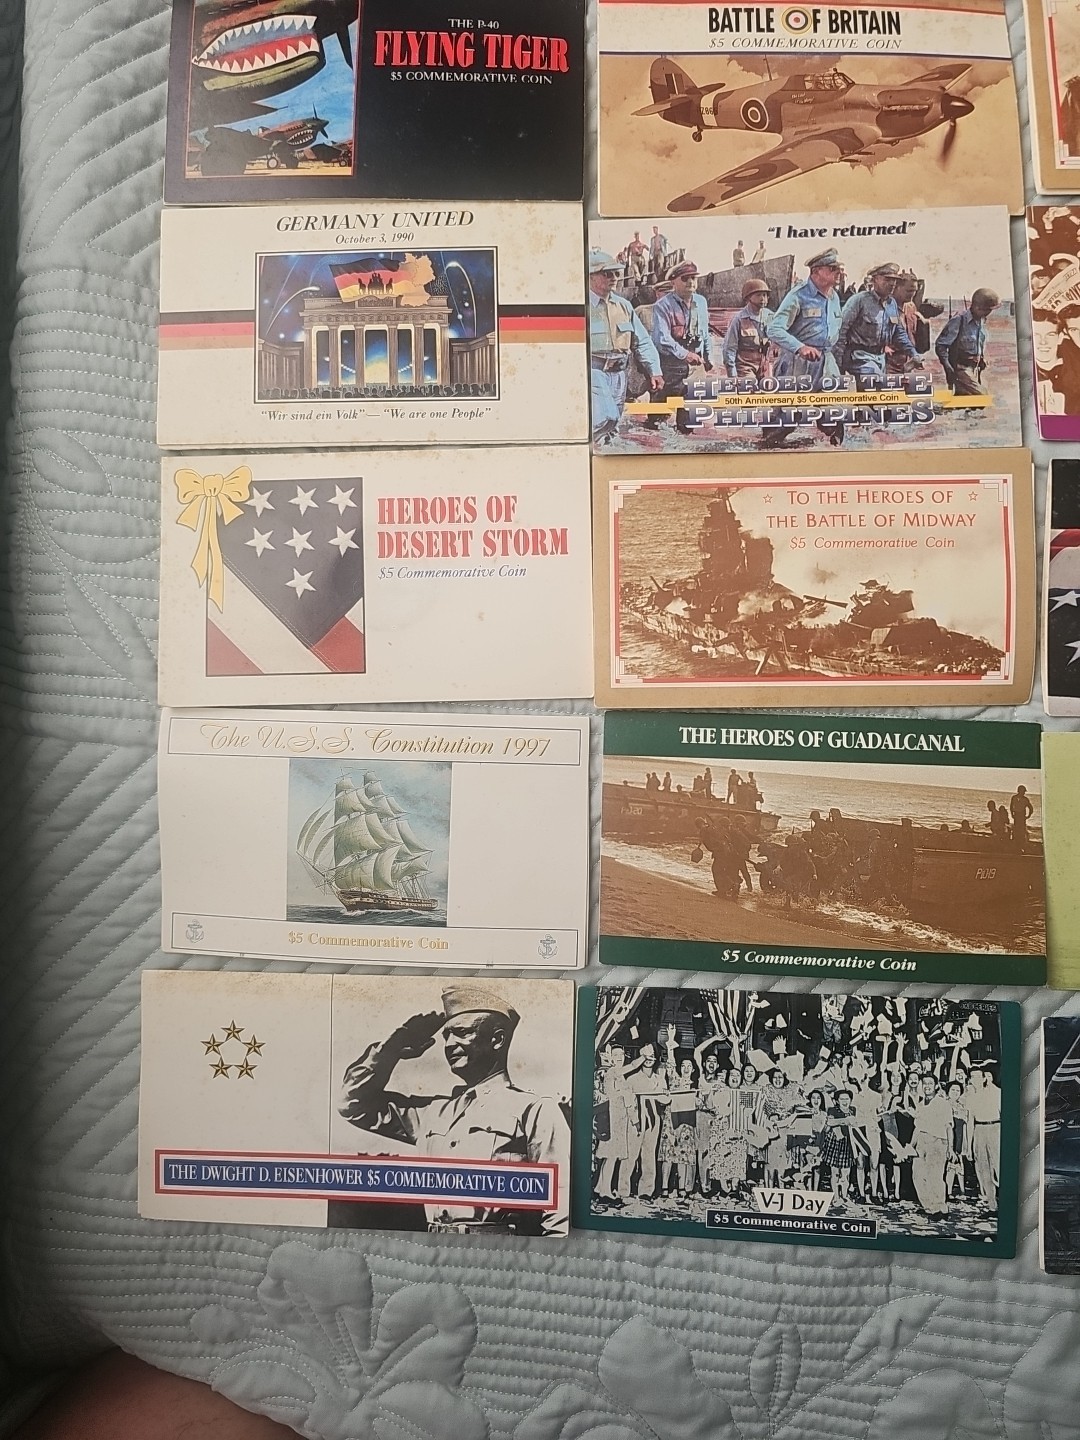 THE P-40
FLYING TIGER
$5 COMMEMORATIVE COIN
BATTLE OF BRITAIN
$5 COMMEMORATIVE COIN
GERMANY UNITED
October 3, 1990
"Wir sind ein Volk" — "We are one People"
"I have returned"
HEROES OF THE
50th Anniversary $5 Commemorative Coin
PHILIPPINES
HEROES OF
DESERT STORM
$5 Commemorative Coin
TO THE HEROES OF
THE BATTLE OF MIDWAY
$5 Commemorative Coin
The U.S.S. Constitution 1997
$5 Commemorative Coin
THE HEROES OF GUADALCANAL
$5 Commemorative Coin
THE DWIGHT D. EISENHOWER $5 COMMEMORATIVE COIN
V-J Day
$5 Commemorative Coin